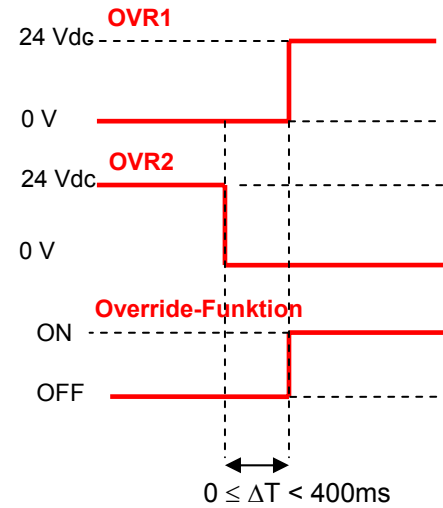 OVR1
24 Vdc
0 V
OVR2
24 Vdc
0 V
Override-Funktion
ON
OFF
0 ≤ ΔT < 400ms